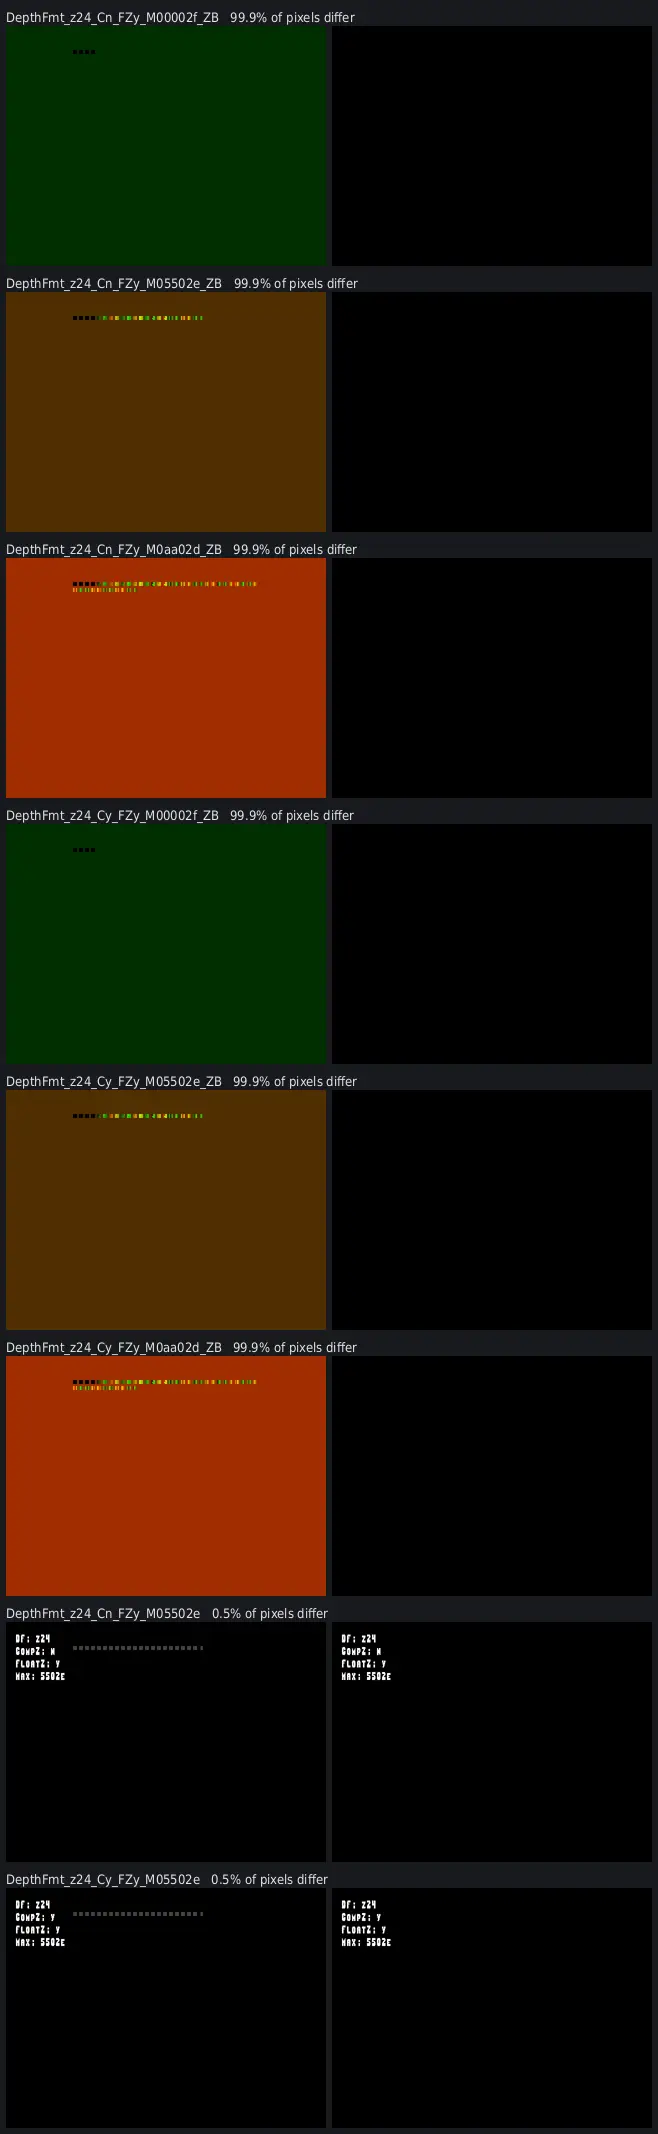 DepthFmt_z24_Cn_FZy_M00002f_ZB 99.9% of pixels differ
DepthFmt_z24_Cn_FZy_M05502e_ZB 99.9% of pixels differ
DepthFmt_z24_Cn_FZy_M0aa02d_ZB 99.9% of pixels differ
DepthFmt_z24_Cy_FZy_M00002f_ZB 99.9% of pixels differ
DepthFmt_z24_Cy_FZy_M05502e_ZB 99.9% of pixels differ
DepthFmt_z24_Cy_FZy_M0aa02d_ZB 99.9% of pixels differ
DepthFmt_z24_Cn_FZy_M05502e 0.5% of pixels differ
DF: z24
CompZ: N
FloatZ: Y
Max: 5502E
DF: z24
CompZ: N
FloatZ: Y
Max: 5502E
DepthFmt_z24_Cy_FZy_M05502e 0.5% of pixels differ
DF: z24
CompZ: Y
FloatZ: Y
Max: 5502E
DF: z24
CompZ: Y
FloatZ: Y
Max: 5502E